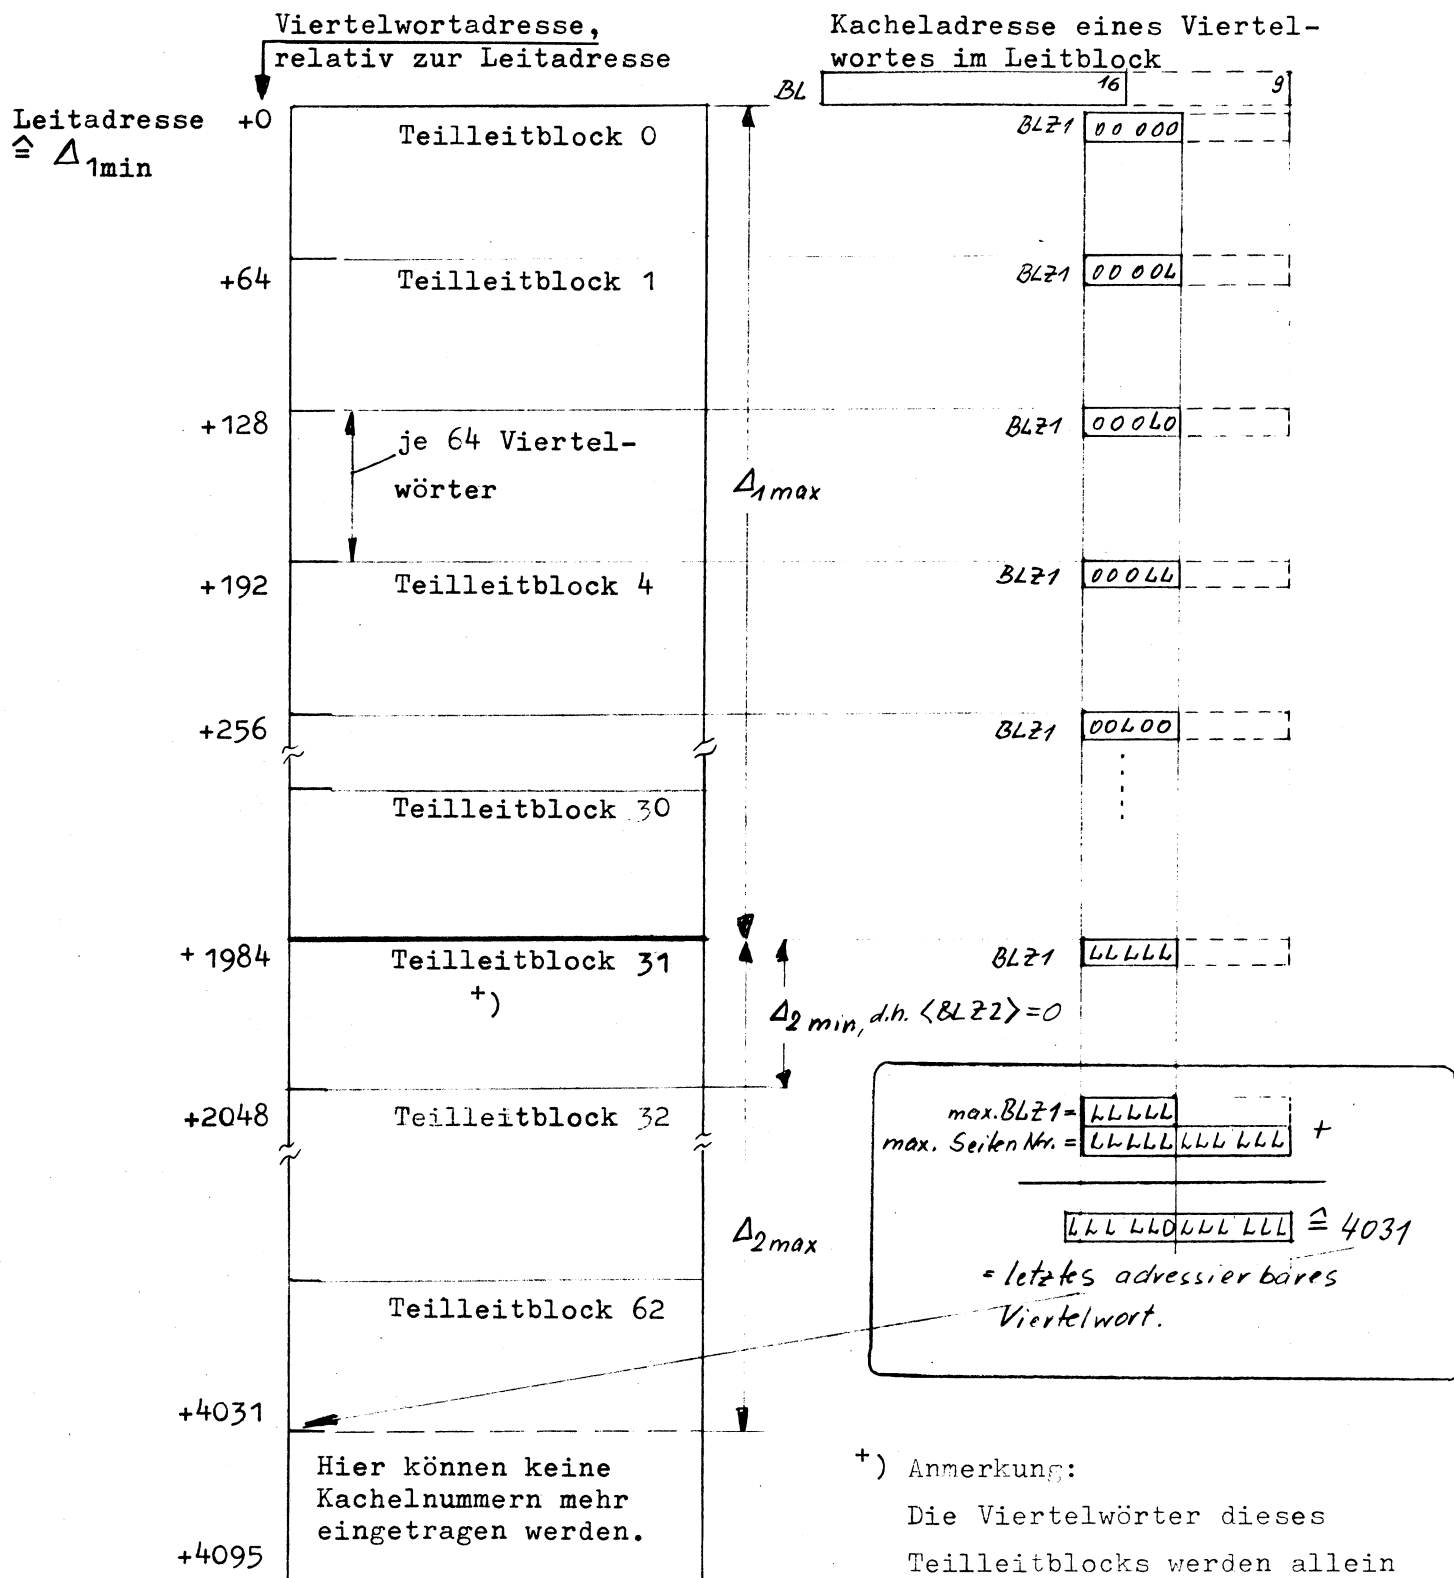 Viertelwortadresse,
relativ zur Leitadresse
Kacheladresse eines Viertel-
wortes im Leitblock
BL 16 9
Leitadresse +0
≙ Δ1min
Teilleitblock 0
BLZ1 00 000
+64 Teilleitblock 1
BLZ1 00 00L
+128
je 64 Viertel-
wörter
BLZ1 000L0
Δ1max
+192 Teilleitblock 4
BLZ1 000LL
+256
BLZ1 00L00
Teilleitblock 30
+1984 Teilleitblock 31
+)
BLZ1 LLLLL
Δ2min, d.h. <BLZ2>=0
+2048 Teilleitblock 32
max. BLZ1= LLLLL
max. Seiten Nr. = LLLLL LLL LLL +
LLL LL0 LLL LLL ≙ 4031
= letztes adressierbares
Viertelwort.
Δ2max
Teilleitblock 62
+4031
Hier können keine
Kachelnummern mehr
eingetragen werden.
+4095
+) Anmerkung:
Die Viertelwörter dieses
Teilleitblocks werden allein